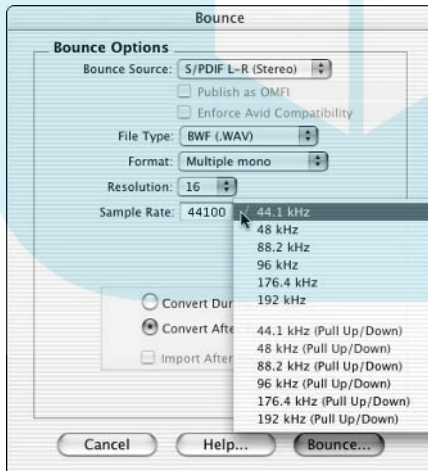 Bounce
Bounce Options
Bounce Source: S/PDIF L-R (Stereo)
Publish as OMFI
Enforce Avid Compatibility
File Type: BWF (.WAV)
Format: Multiple mono
Resolution: 16
Sample Rate: 44100
44.1 kHz
48 kHz
88.2 kHz
96 kHz
176.4 kHz
192 kHz
44.1 kHz (Pull Up/Down)
48 kHz (Pull Up/Down)
88.2 kHz (Pull Up/Down)
96 kHz (Pull Up/Down)
176.4 kHz (Pull Up/Down)
192 kHz (Pull Up/Down)
Convert Dur
Convert After
Import After
Cancel Help... Bounce...